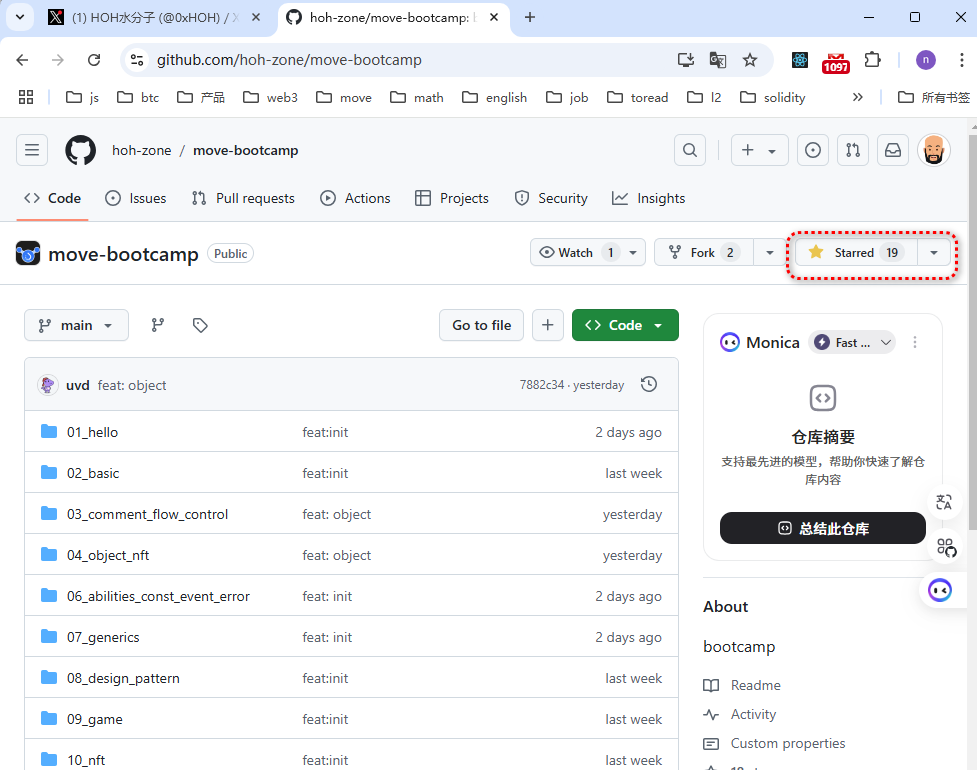 (1) HOH水分子 (@0xHOH) / X
hoh-zone/move-bootcamp: b
github.com/hoh-zone/move-bootcamp
1097
n
js
btc
产品
web3
move
math
english
job
toread
l2
solidity
所有书签
hoh-zone / move-bootcamp
Code
Issues
Pull requests
Actions
Projects
Security
Insights
move-bootcamp Public
Watch 1
Fork 2
Starred 19
main
Go to file
Code
uvd feat: object 7882c34 · yesterday
01_hello feat:init 2 days ago
02_basic feat:init last week
03_comment_flow_control feat: object yesterday
04_object_nft feat: object yesterday
06_abilities_const_event_error feat: init 2 days ago
07_generics feat: init 2 days ago
08_design_pattern feat:init last week
09_game feat:init last week
10_nft feat:init last week
Monica Fast ...
仓库摘要
支持最先进的模型，帮助你快速了解仓
库内容
总结此仓库
About
bootcamp
Readme
Activity
Custom properties